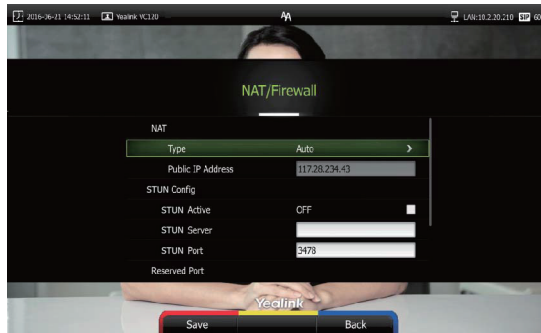 2016-06-21 14:52:11 Yealink VC120 AA LAN:10.2.20.210 SIP 60
NAT/Firewall
NAT
Type Auto >
Public IP Address 117.28.234.43
STUN Config
STUN Active OFF
STUN Server
STUN Port 3478
Reserved Port
Yealink
Save Back